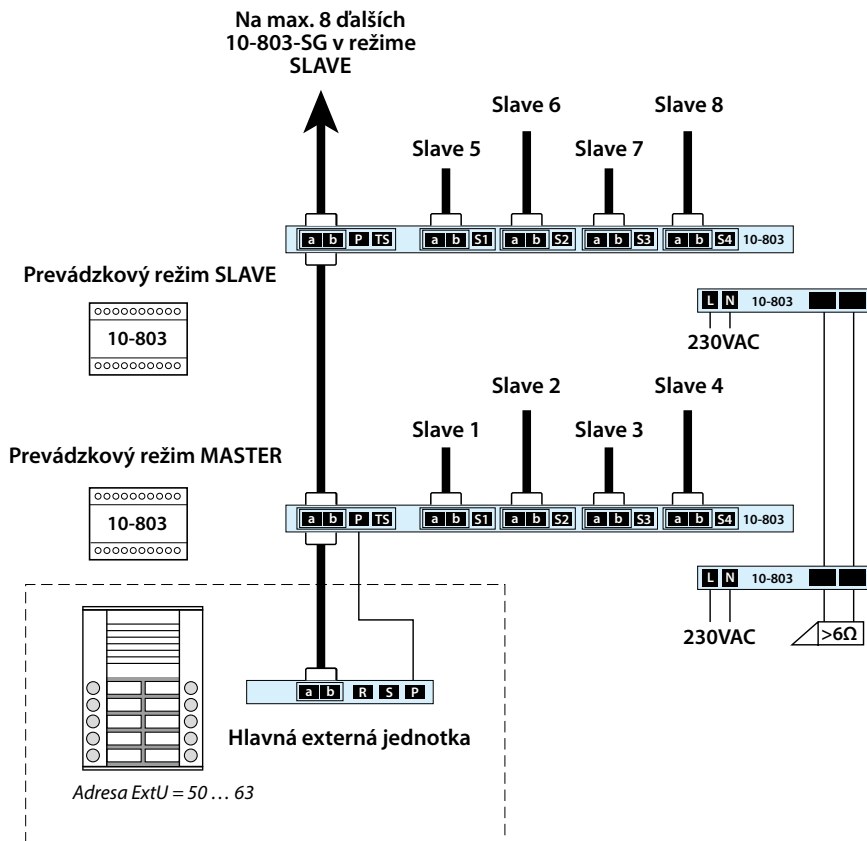 Na max. 8 ďalších
10-803-SG v režime
SLAVE
Slave 6
Slave 8
Slave 5
Slave 7
a b P TS a b S1 a b S2 a b S3 a b S4 10-803
Prevádzkový režim SLAVE
10-803
L N 10-803
230VAC
Slave 2
Slave 4
Slave 1
Slave 3
Prevádzkový režim MASTER
10-803
a b P TS a b S1 a b S2 a b S3 a b S4 10-803
L N 10-803
230VAC
>6Ω
a b R S P
Hlavná externá jednotka
Adresa ExtU = 50 … 63